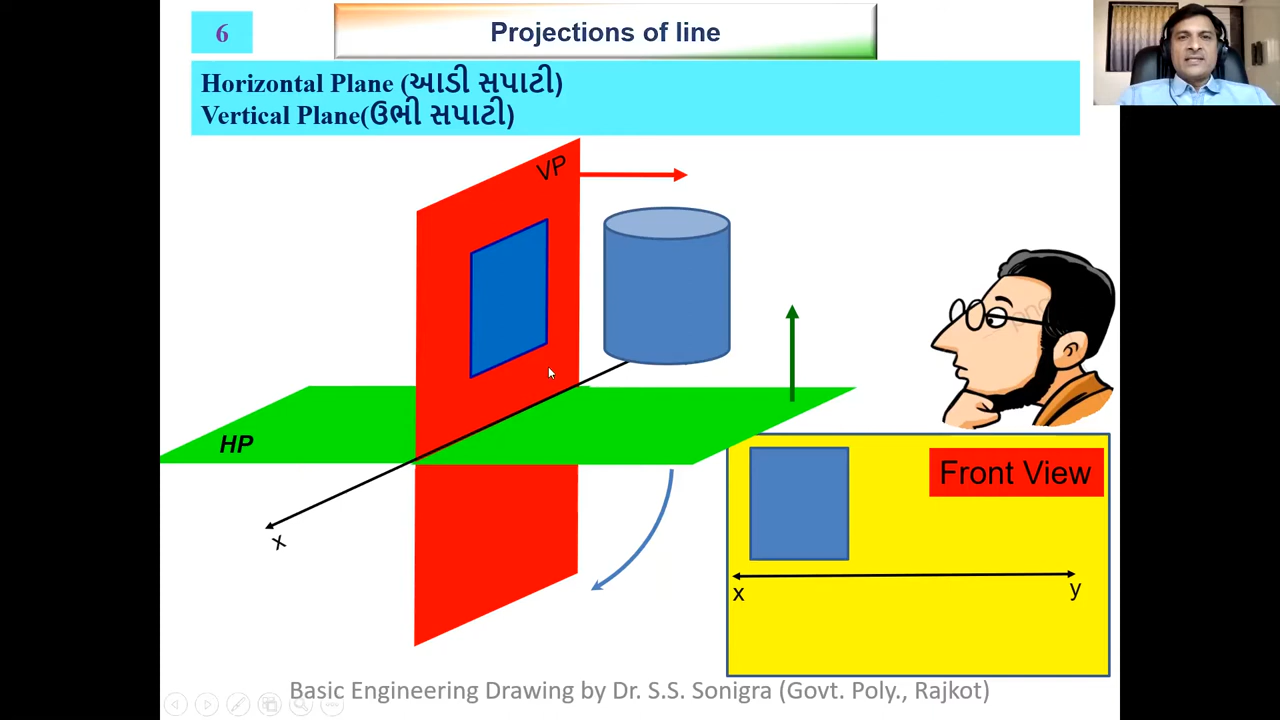 6
Projections of line
Horizontal Plane (આડી સપાટી)
Vertical Plane(ઉભી સપાટી)
VP
HP
x
Front View
x
y
Basic Engineering Drawing by Dr. S.S. Sonigra (Govt. Poly., Rajkot)